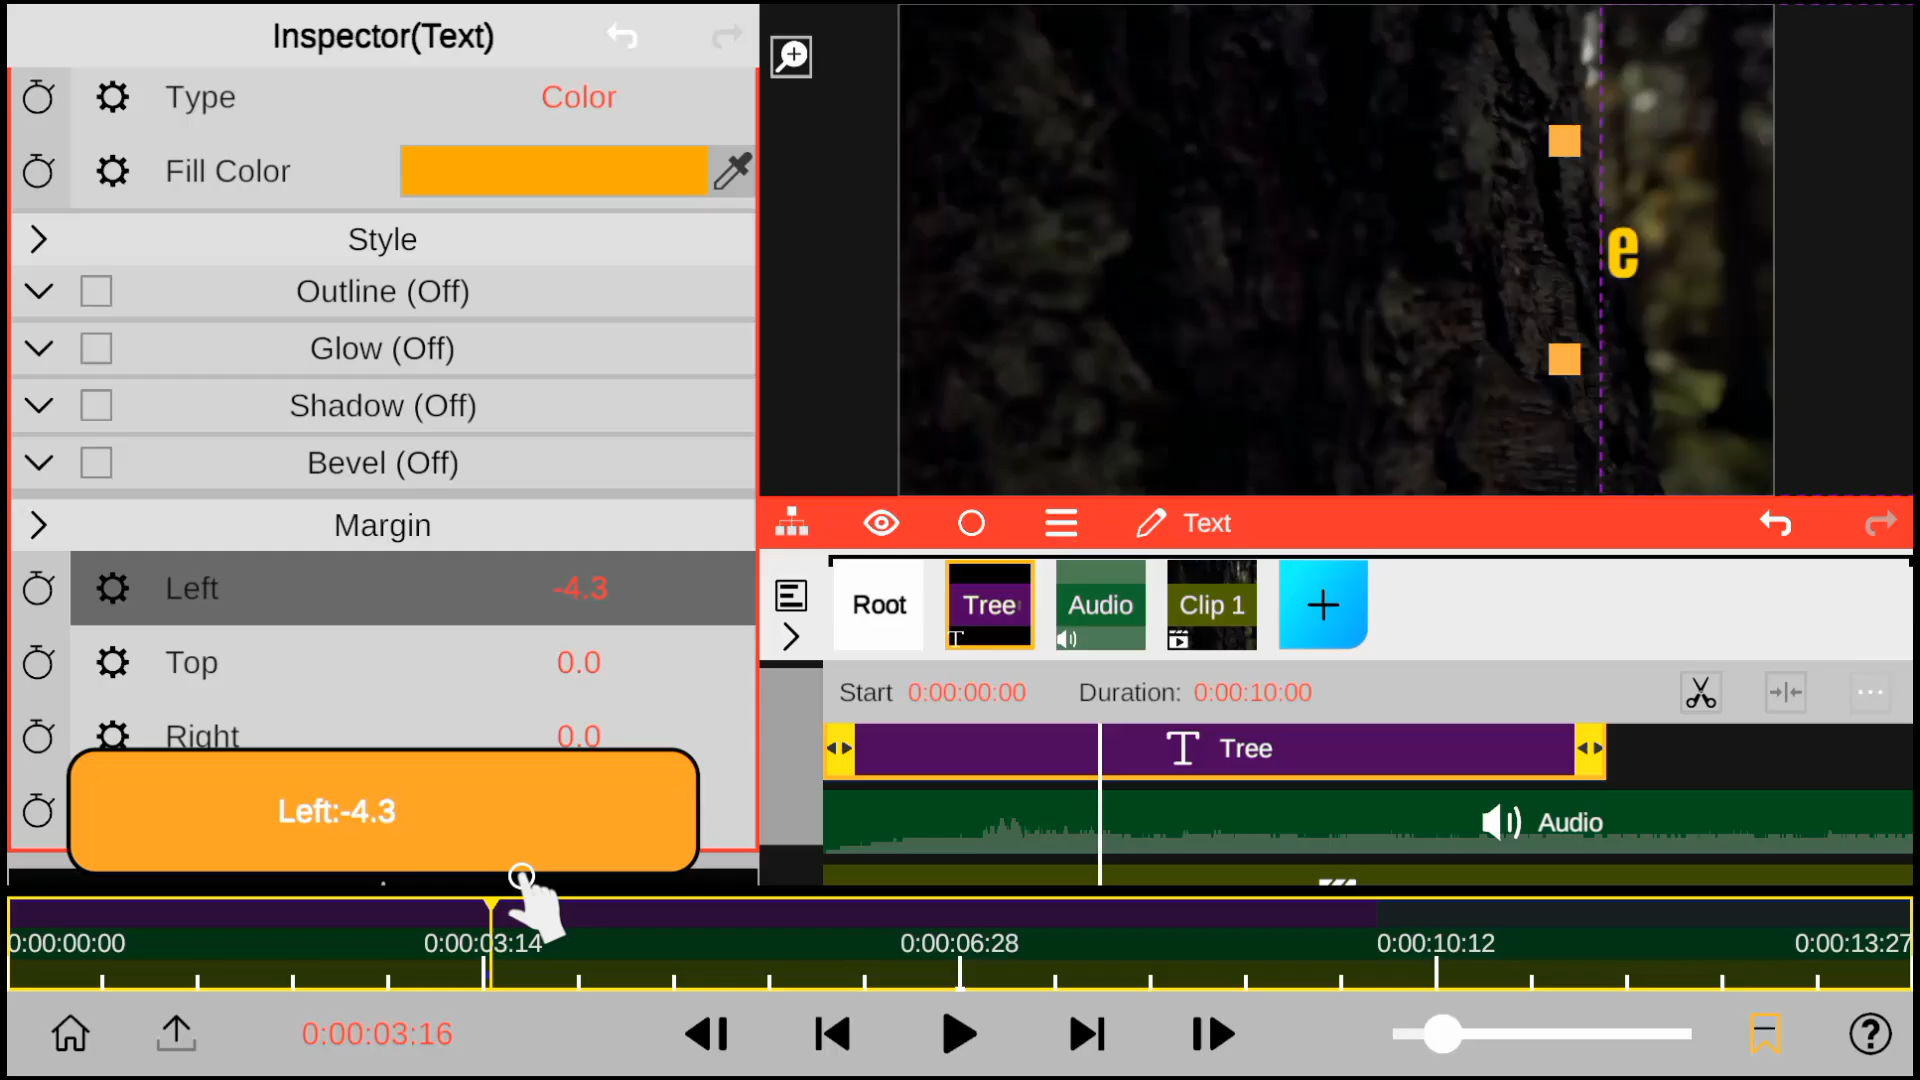 Inspector(Text)
Type
Color
Fill Color
Style
Outline (Off)
Glow (Off)
Shadow (Off)
Bevel (Off)
Margin
Left
-4.3
Top
0.0
Right
0.0
Left:-4.3
e
Text
Root
Tree
T
Audio
Clip 1
+
Start 0:00:00:00
Duration: 0:00:10:00
T Tree
Audio
0:00:00:00
0:00:03:14
0:00:06:28
0:00:10:12
0:00:13:27
0:00:03:16
?